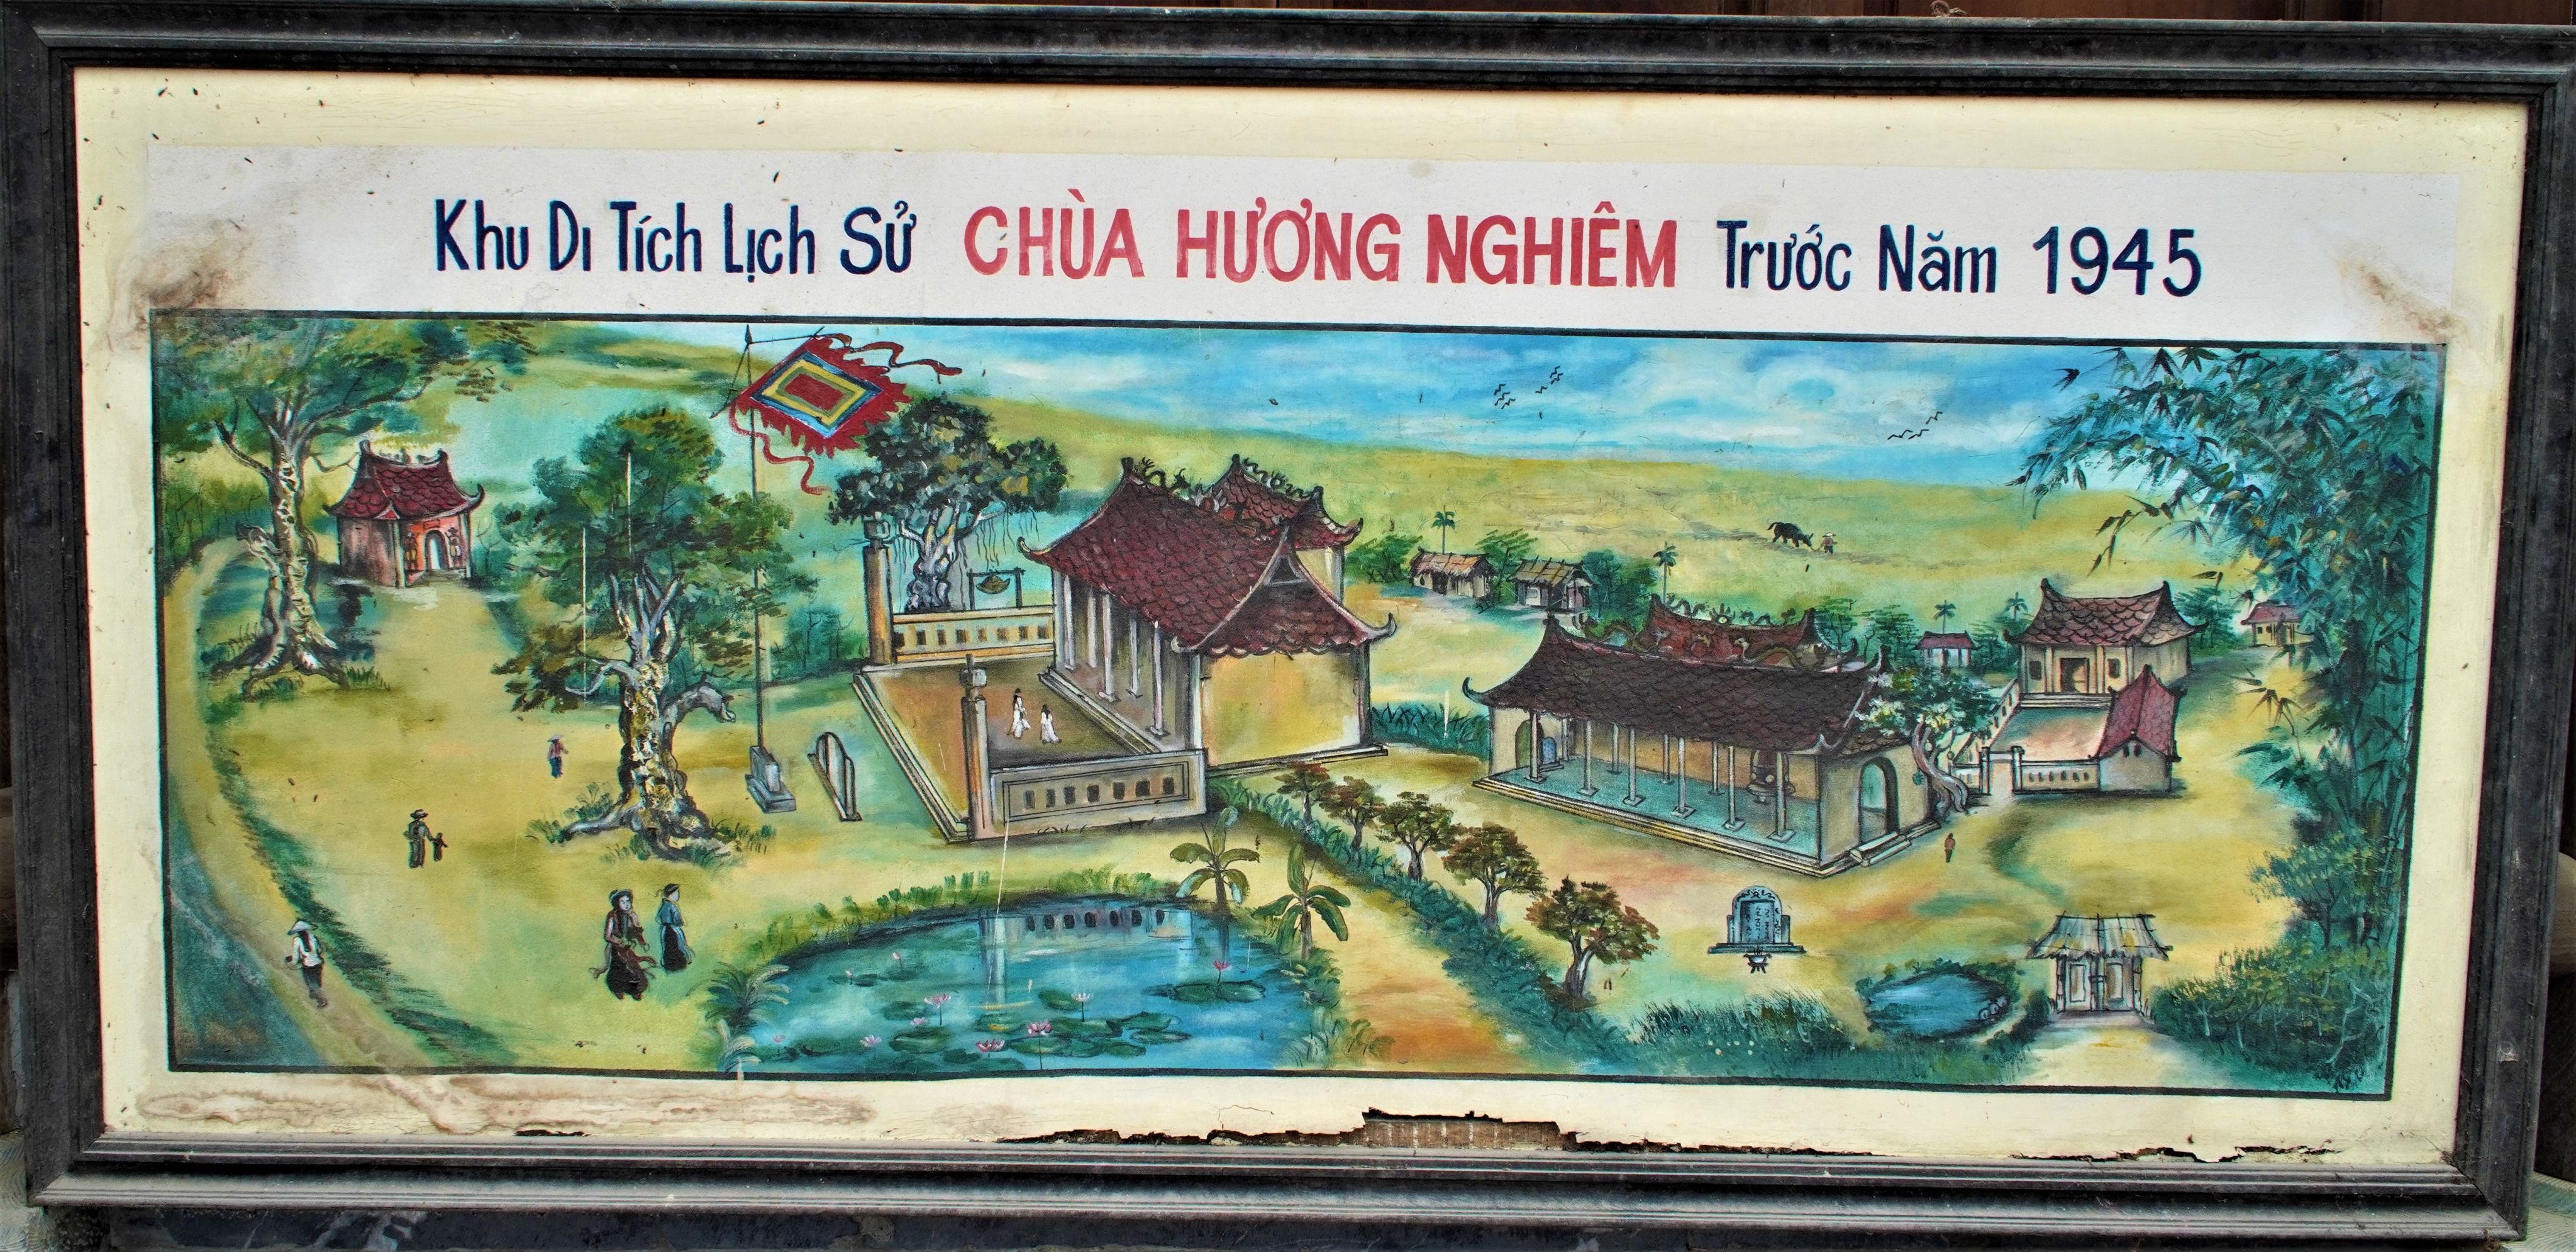 Khu Di Tích Lịch Sử CHÙA HƯƠNG NGHIÊM Trước Năm 1945